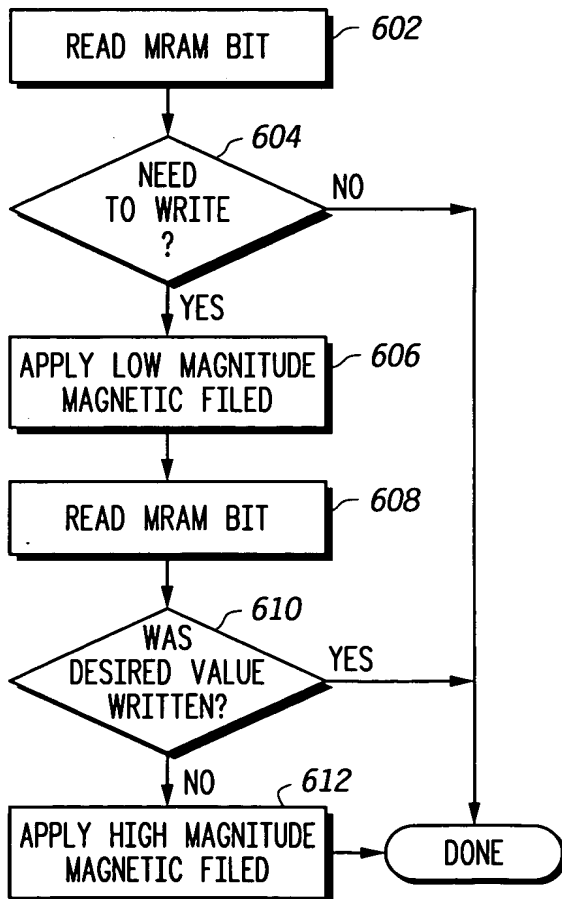 READ MRAM BIT
602
604
NEED
TO WRITE
?
NO
YES
APPLY LOW MAGNITUDE
MAGNETIC FILED
606
READ MRAM BIT
608
610
WAS
DESIRED VALUE
WRITTEN?
YES
NO
612
APPLY HIGH MAGNITUDE
MAGNETIC FILED
DONE